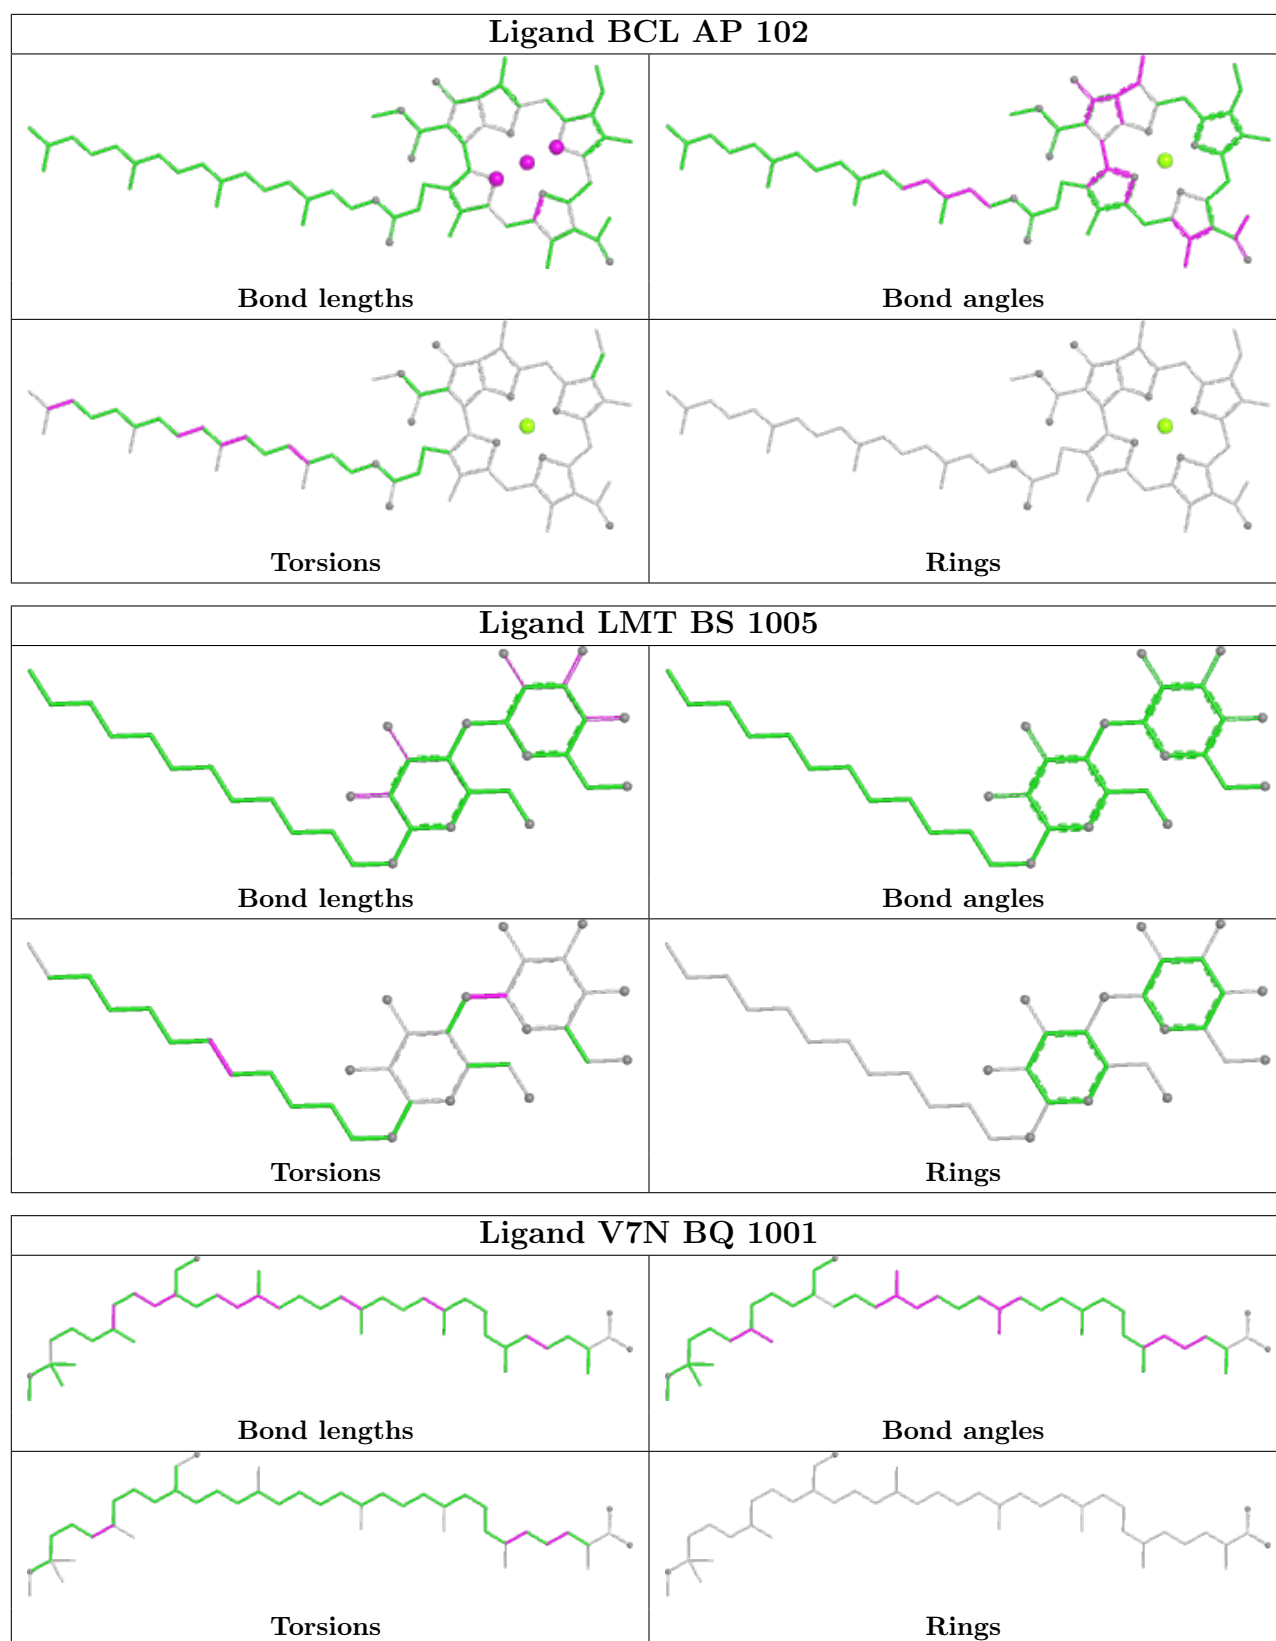 Ligand BCL AP 102
Bond lengths Bond angles
Torsions Rings
Ligand LMT BS 1005
Bond lengths Bond angles
Torsions Rings
Ligand V7N BQ 1001
Bond lengths Bond angles
Torsions Rings